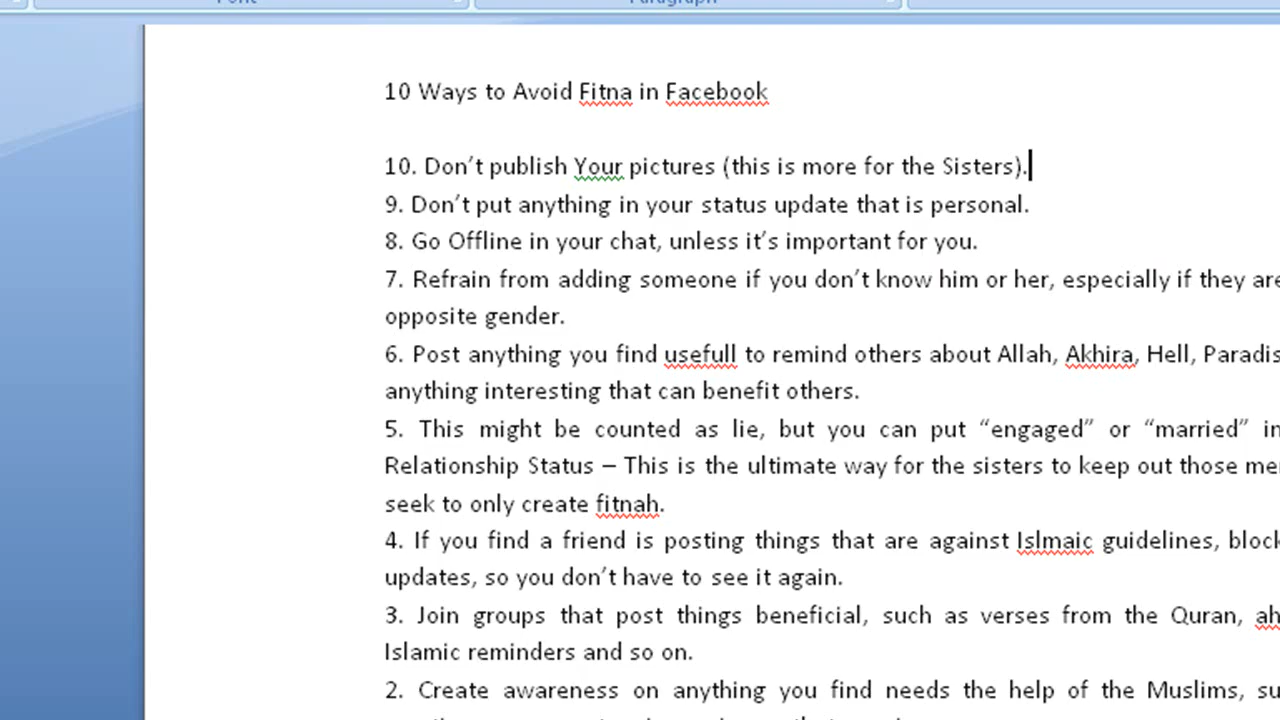 10 Ways to Avoid Fitna in Facebook
10. Don’t publish Your pictures (this is more for the Sisters).
9. Don’t put anything in your status update that is personal.
8. Go Offline in your chat, unless it’s important for you.
7. Refrain from adding someone if you don’t know him or her, especially if they are
opposite gender.
6. Post anything you find usefull to remind others about Allah, Akhira, Hell, Paradis
anything interesting that can benefit others.
5. This might be counted as lie, but you can put “engaged” or “married” in
Relationship Status – This is the ultimate way for the sisters to keep out those me
seek to only create fitnah.
4. If you find a friend is posting things that are against Islmaic guidelines, block
updates, so you don’t have to see it again.
3. Join groups that post things beneficial, such as verses from the Quran, ah
Islamic reminders and so on.
2. Create awareness on anything you find needs the help of the Muslims, su